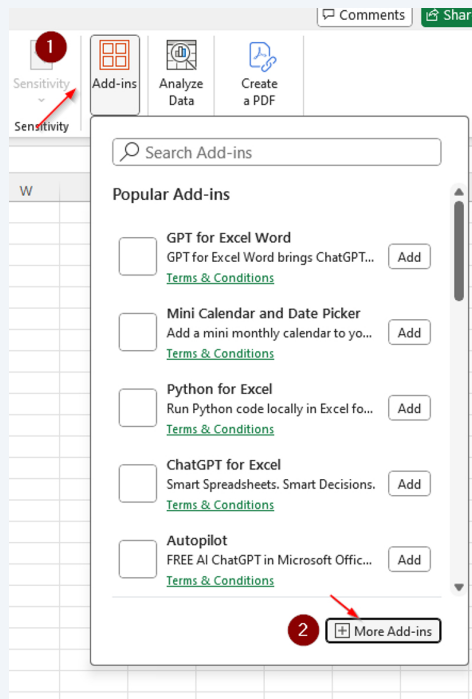 Comments
Shar
1
Sensitivity
Add-ins
Analyze
Data
Create
a PDF
Sensitivity
W
Search Add-ins
Popular Add-ins
GPT for Excel Word
GPT for Excel Word brings ChatGPT...
Add
Terms & Conditions
Mini Calendar and Date Picker
Add a mini monthly calendar to yo...
Add
Terms & Conditions
Python for Excel
Run Python code locally in Excel fo...
Add
Terms & Conditions
ChatGPT for Excel
Smart Spreadsheets. Smart Decisions.
Add
Terms & Conditions
Autopilot
FREE AI ChatGPT in Microsoft Offic...
Add
Terms & Conditions
2
More Add-ins